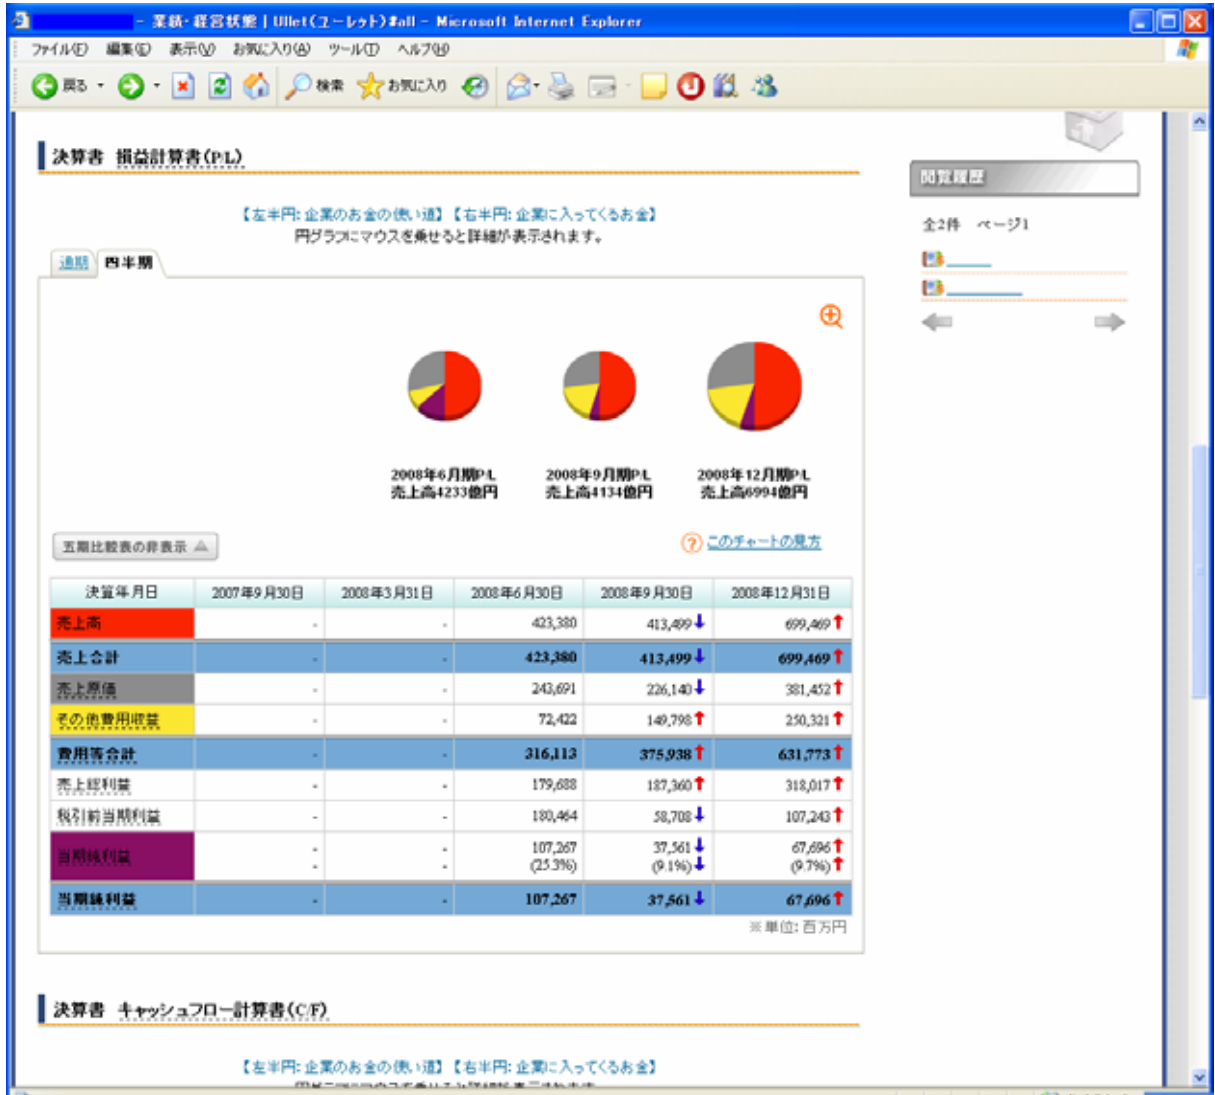 - 業績・経営状態 | Ullet(ユーレット)#all - Microsoft Internet Explorer
ファイル(F) 編集(E) 表示(V) お気に入り(A) ツール(T) ヘルプ(H)
戻る 検索 お気に入り
決算書 損益計算書(P/L)
閲覧履歴
【左半円: 企業のお金の使い道】【右半円: 企業に入ってくるお金】
円グラフにマウスを乗せると詳細が表示されます。
全2件 ページ1
通期 四半期
2008年6月期P/L 2008年9月期P/L 2008年12月期P/L
売上高4233億円 売上高4134億円 売上高6994億円
五期比較表の非表示 △
? このチャートの見方
決算年月日 2007年9月30日 2008年3月31日 2008年6月30日 2008年9月30日 2008年12月31日
売上高 - - 423,380 413,499⬇ 699,469⬆
売上合計 - - 423,380 413,499⬇ 699,469⬆
売上原価 - - 243,691 226,140⬇ 381,452⬆
その他費用収益 - - 72,422 149,798⬆ 250,321⬆
費用等合計 - - 316,113 375,938⬆ 631,773⬆
売上総利益 - - 179,688 187,360⬆ 318,017⬆
税引前当期利益 - - 180,464 58,708⬇ 107,243⬆
当期純利益 - - 107,267 37,561⬇ 67,696⬆
- - (25.3%) (9.1%)⬇ (9.7%)⬆
当期純利益 - - 107,267 37,561⬇ 67,696⬆
※単位: 百万円
決算書 キャッシュフロー計算書(C/F)
【左半円: 企業のお金の使い道】【右半円: 企業に入ってくるお金】